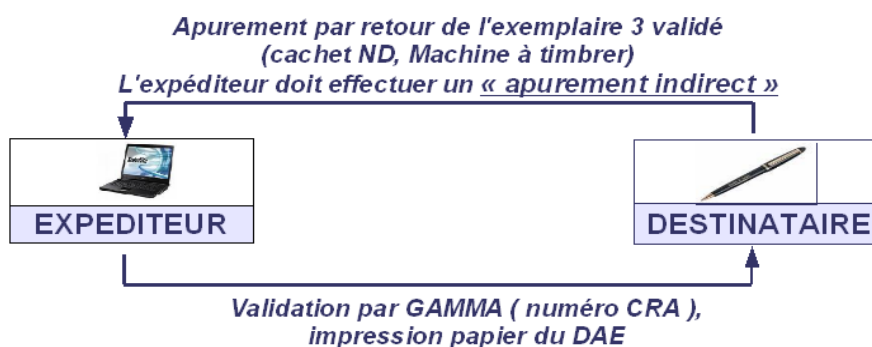 Apurement par retour de l'exemplaire 3 validé
(cachet ND, Machine à timbrer)
L'expéditeur doit effectuer un « apurement indirect »
EXPEDITEUR
DESTINATAIRE
Validation par GAMMA ( numéro CRA ),
impression papier du DAE